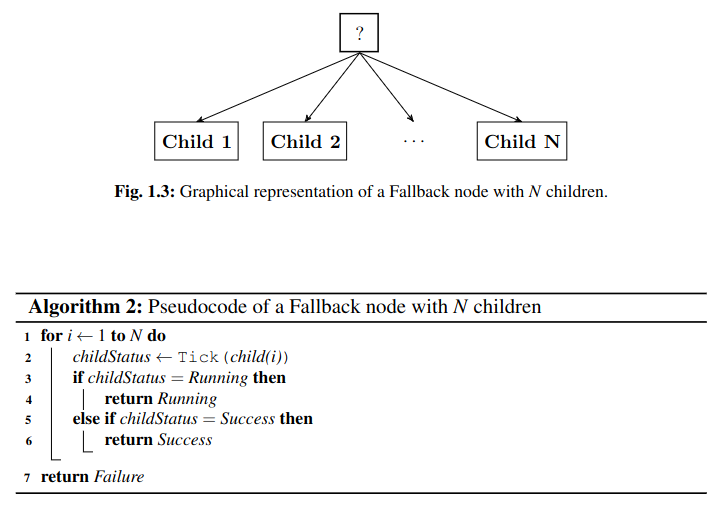 ?
Child 1 Child 2 · · · Child N
Fig. 1.3: Graphical representation of a Fallback node with N children.
Algorithm 2: Pseudocode of a Fallback node with N children
1 for i ← 1 to N do
2 childStatus ← Tick(child(i))
3 if childStatus = Running then
4 return Running
5 else if childStatus = Success then
6 return Success
7 return Failure